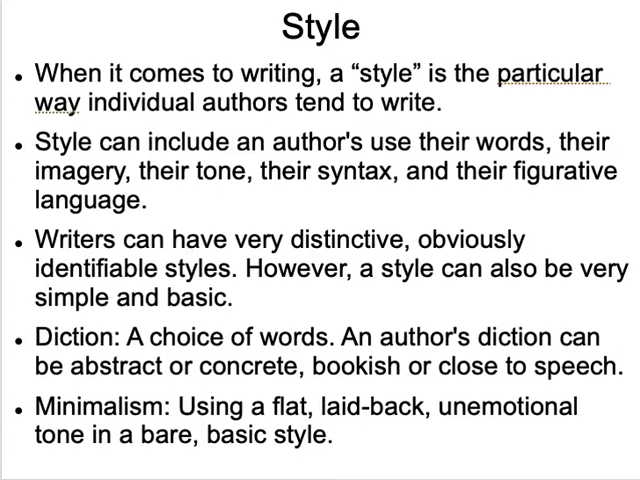 Style
• When it comes to writing, a “style” is the particular
way individual authors tend to write.
• Style can include an author's use their words, their
imagery, their tone, their syntax, and their figurative
language.
• Writers can have very distinctive, obviously
identifiable styles. However, a style can also be very
simple and basic.
• Diction: A choice of words. An author's diction can
be abstract or concrete, bookish or close to speech.
• Minimalism: Using a flat, laid-back, unemotional
tone in a bare, basic style.